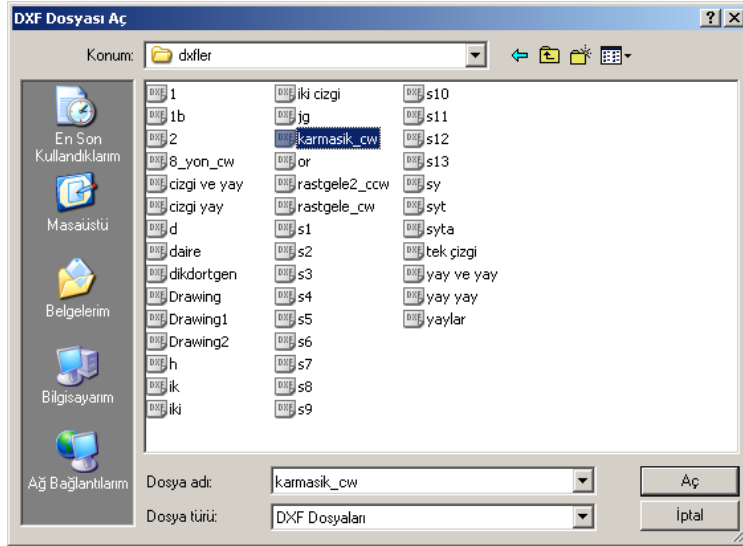 DXF Dosyası Aç
Konum: dxfler
En Son Kullandıklarım
Masaüstü
Belgelerim
Bilgisayarım
Ağ Bağlantılarım
1
1b
2
8_yon_cw
cizgi ve yay
cizgi yay
d
daire
dikdortgen
Drawing
Drawing1
Drawing2
h
ik
iki
iki cizgi
jg
karmasik_cw
or
rastgele2_ccw
rastgele_cw
s1
s2
s3
s4
s5
s6
s7
s8
s9
s10
s11
s12
s13
sy
syt
syta
tek çizgi
yay ve yay
yay yay
yaylar
Dosya adı: karmasik_cw Aç
Dosya türü: DXF Dosyaları İptal